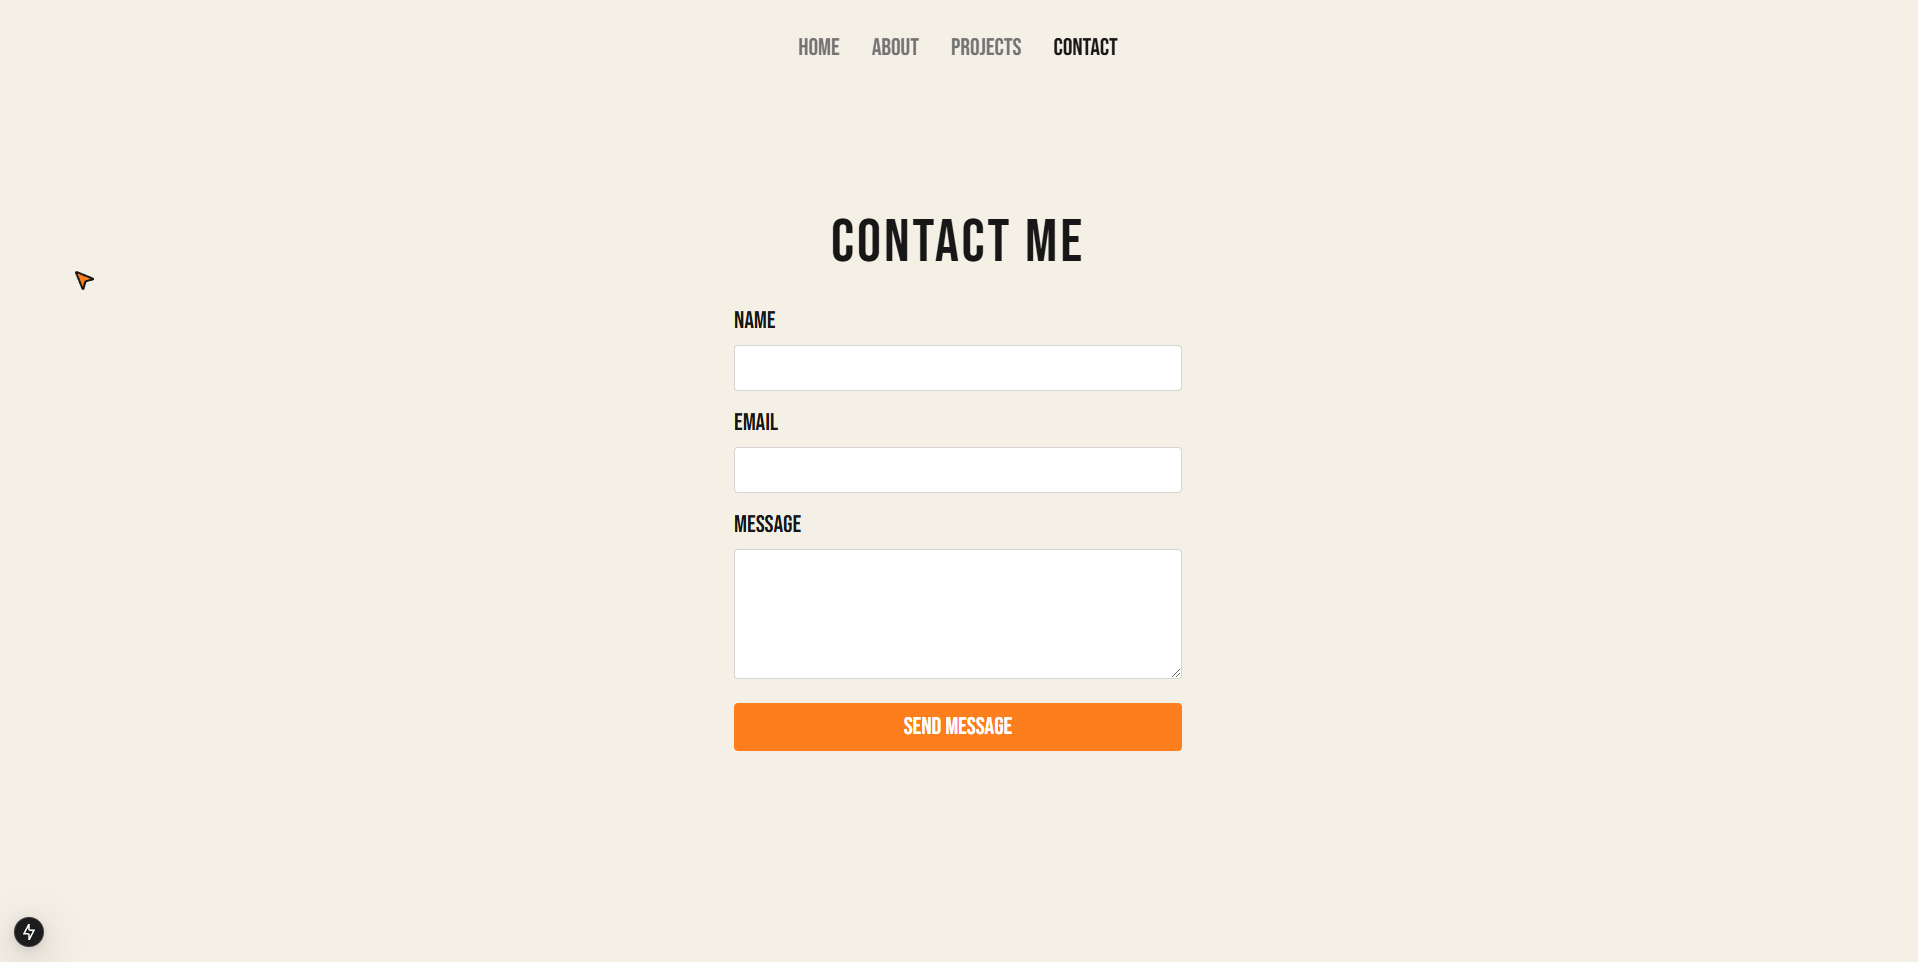 HOME ABOUT PROJECTS CONTACT
CONTACT ME
NAME
EMAIL
MESSAGE
SEND MESSAGE